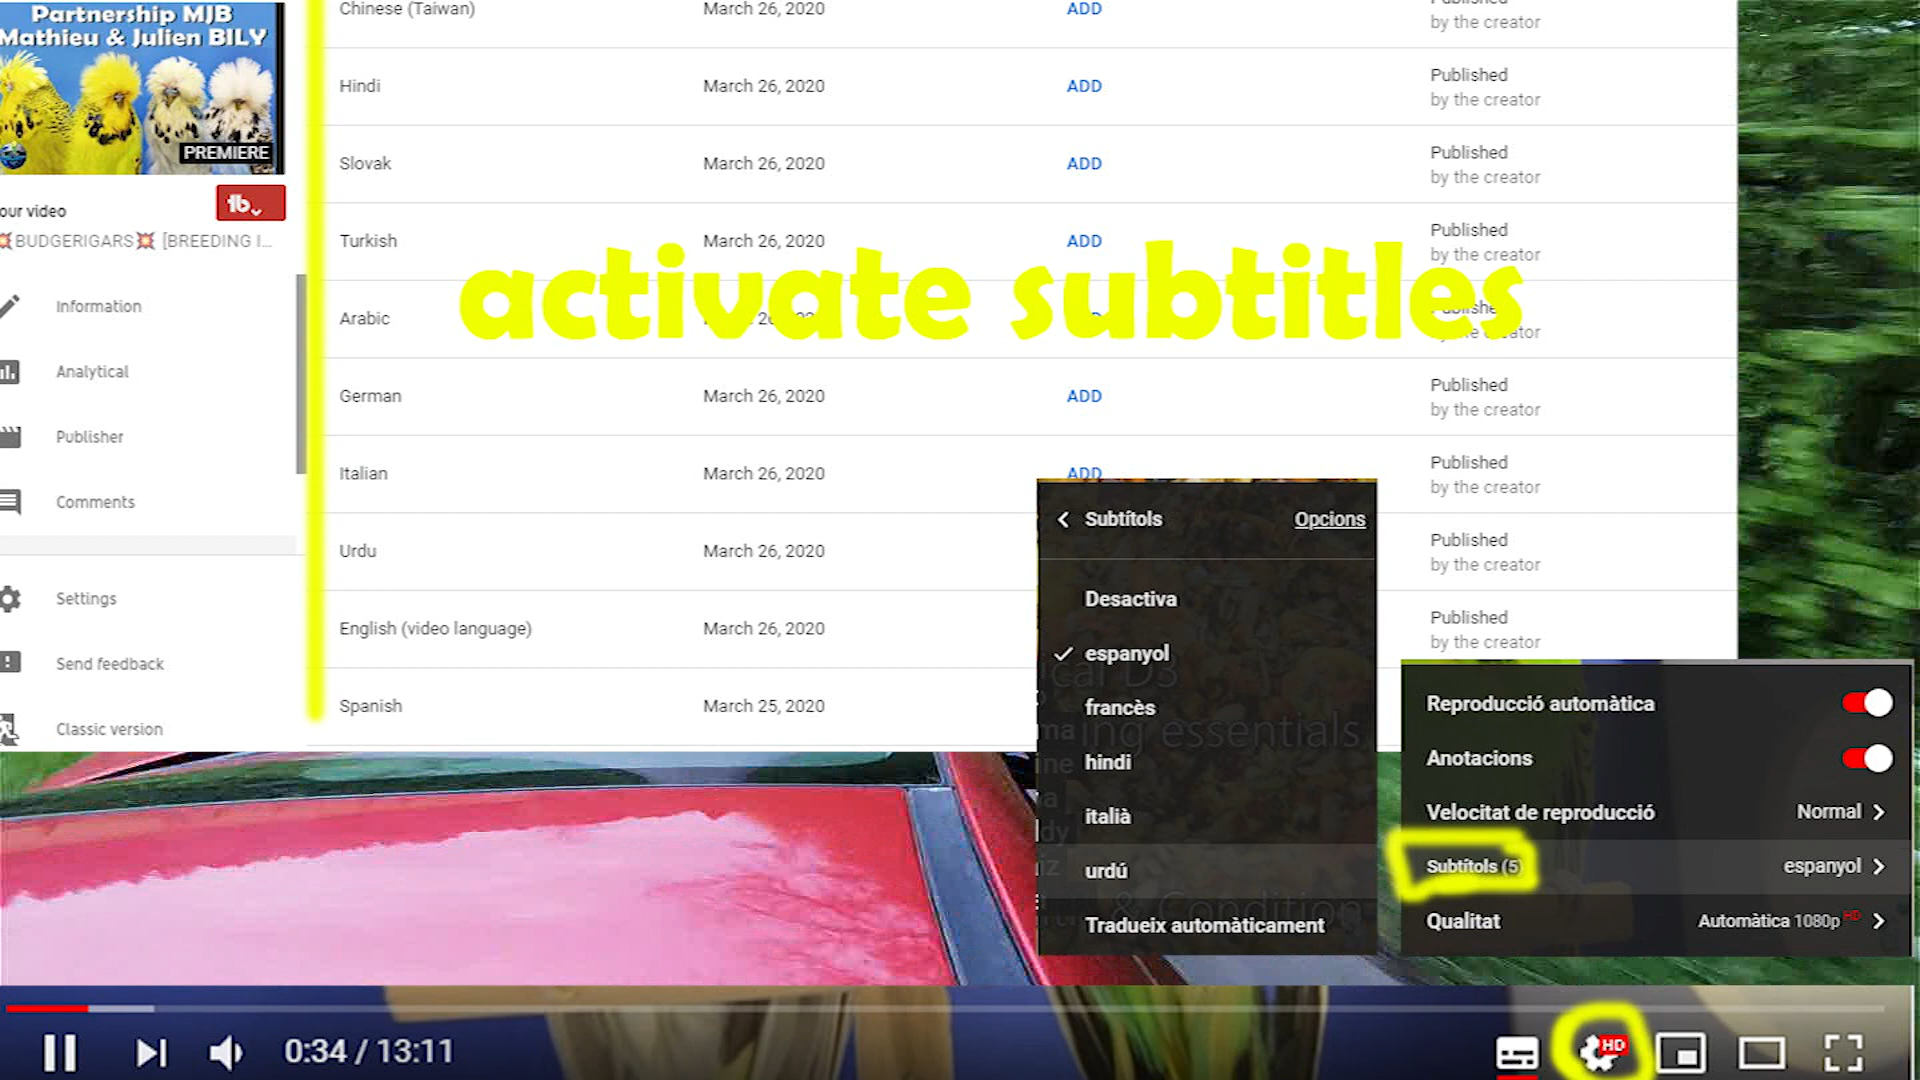 Partnership MJB
Mathieu & Julien BILY
PREMIERE
our video
BUDGERIGARS [BREEDING I...
Information
Analytical
Publisher
Comments
Settings
Send feedback
Classic version
Chinese (Taiwan) March 26, 2020 ADD Published
by the creator
Hindi March 26, 2020 ADD Published
by the creator
Slovak March 26, 2020 ADD Published
by the creator
Turkish March 26, 2020 ADD Published
by the creator
activate subtitles
Arabic
German March 26, 2020 ADD Published
by the creator
Italian March 26, 2020 ADD Published
by the creator
Urdu March 26, 2020 Published
by the creator
English (video language) March 26, 2020 Published
by the creator
Spanish March 25, 2020
Subtítols Opcions
Desactiva
espanyol
francès
hindi
italià
urdú
Tradueix automàticament
Reproducció automàtica
Anotacions
Velocitat de reproducció Normal
Subtítols (5) espanyol
Qualitat Automàtica 1080p HD
0:34 / 13:11
HD